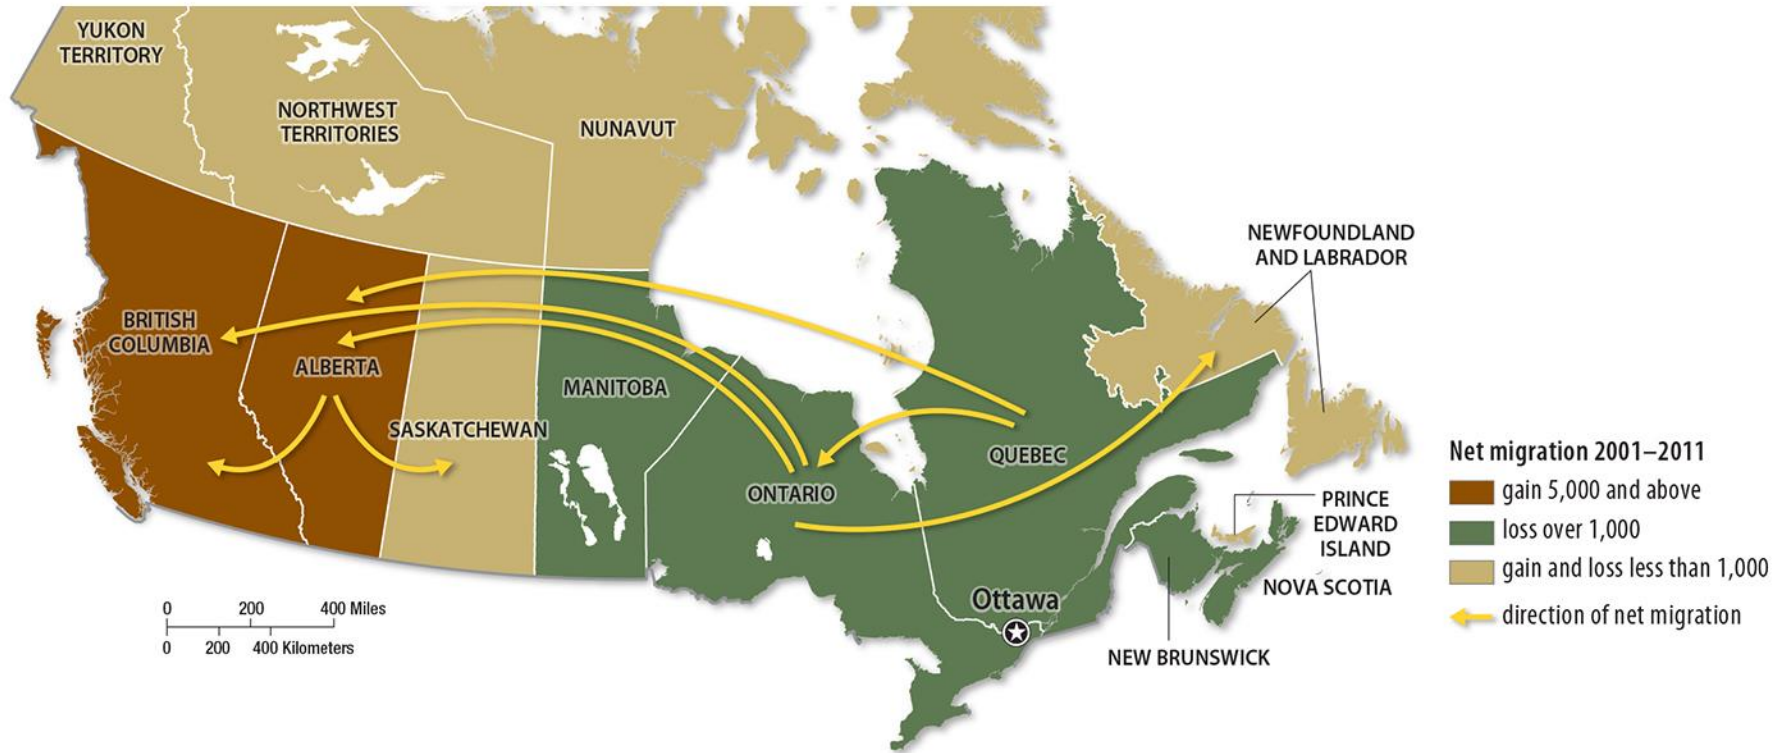 YUKON
TERRITORY
NORTHWEST
TERRITORIES
NUNAVUT
NEWFOUNDLAND
AND LABRADOR
BRITISH
COLUMBIA
ALBERTA
MANITOBA
SASKATCHEWAN
QUEBEC
ONTARIO
PRINCE
EDWARD
ISLAND
NOVA SCOTIA
Ottawa
NEW BRUNSWICK
0 200 400 Miles
0 200 400 Kilometers
Net migration 2001–2011
gain 5,000 and above
loss over 1,000
gain and loss less than 1,000
direction of net migration